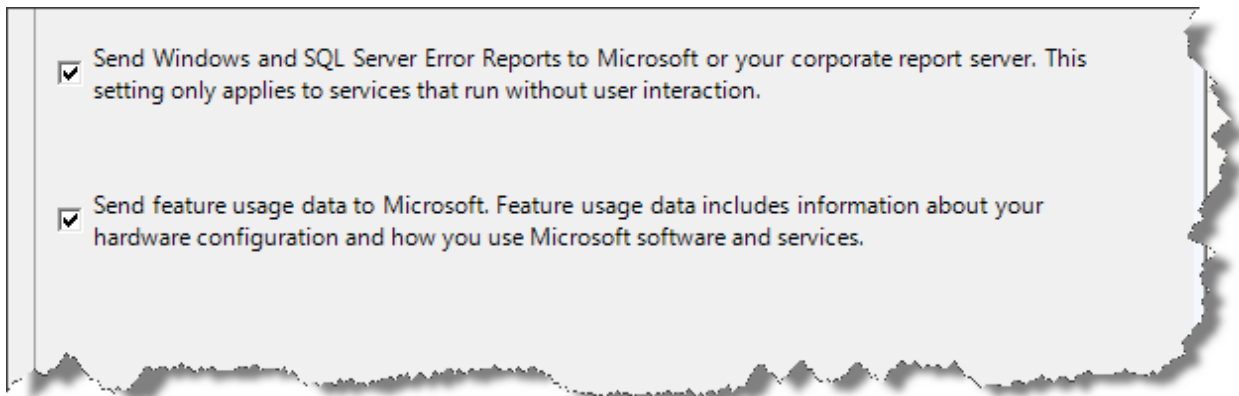 Send Windows and SQL Server Error Reports to Microsoft or your corporate report server. This
setting only applies to services that run without user interaction.
Send feature usage data to Microsoft. Feature usage data includes information about your
hardware configuration and how you use Microsoft software and services.